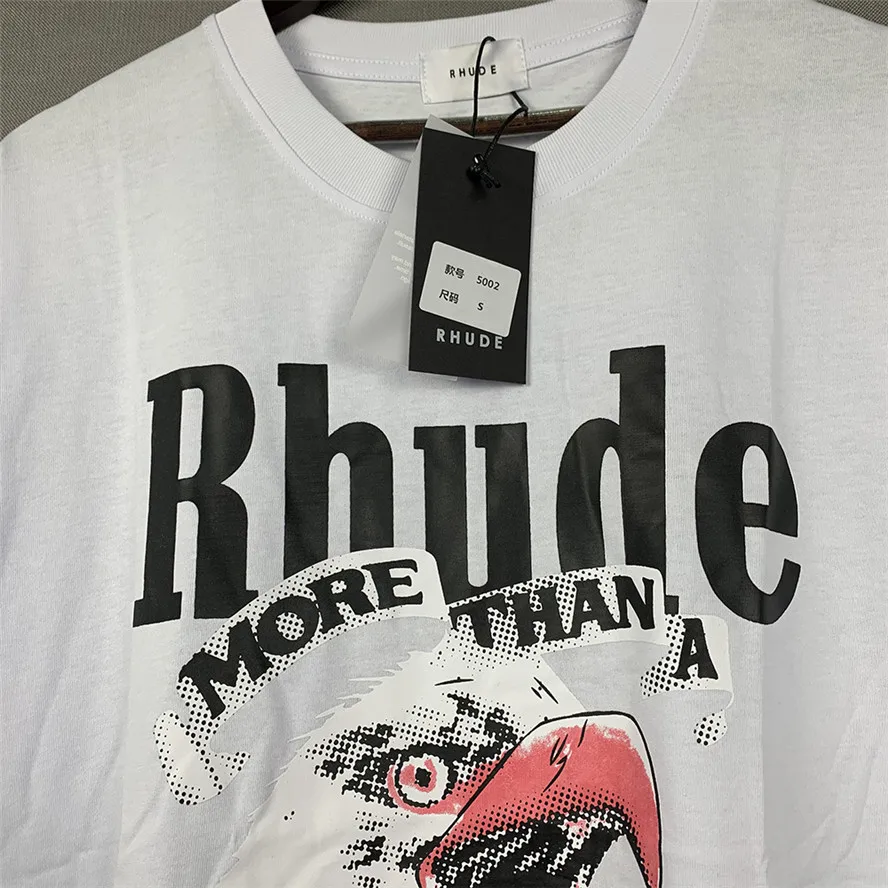 RHUDE
款号 5002
尺码 S
RHUDE
Rhude
MORE THAN A